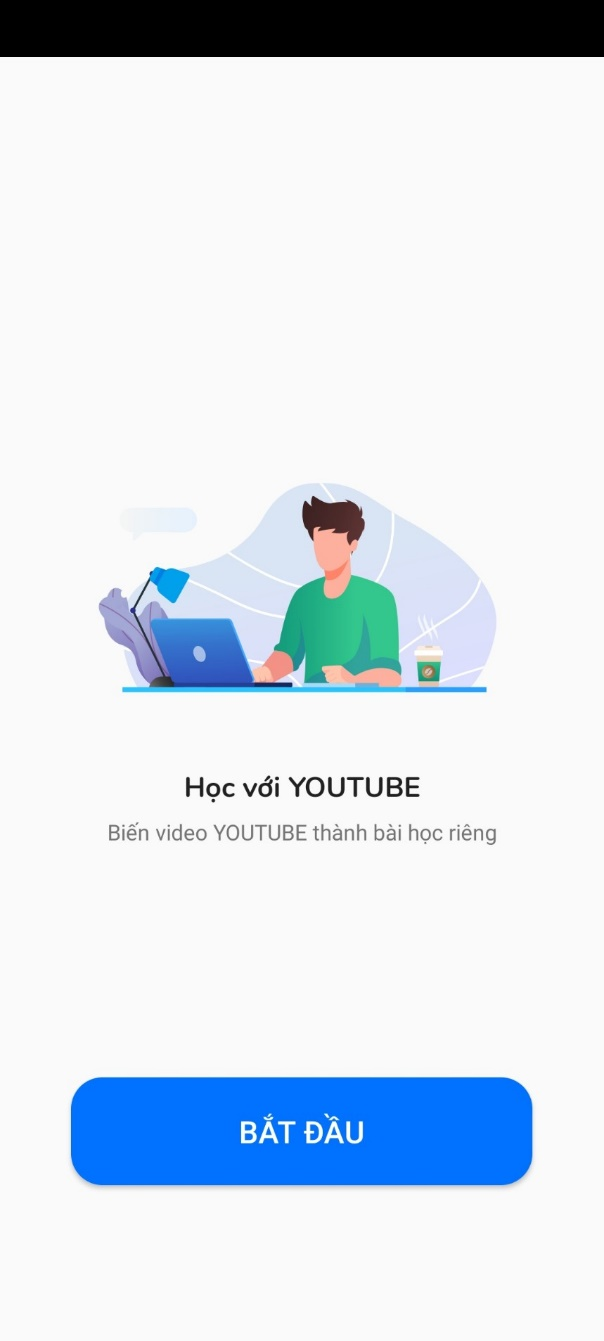 Học với YOUTUBE
Biến video YOUTUBE thành bài học riêng
BẮT ĐẦU